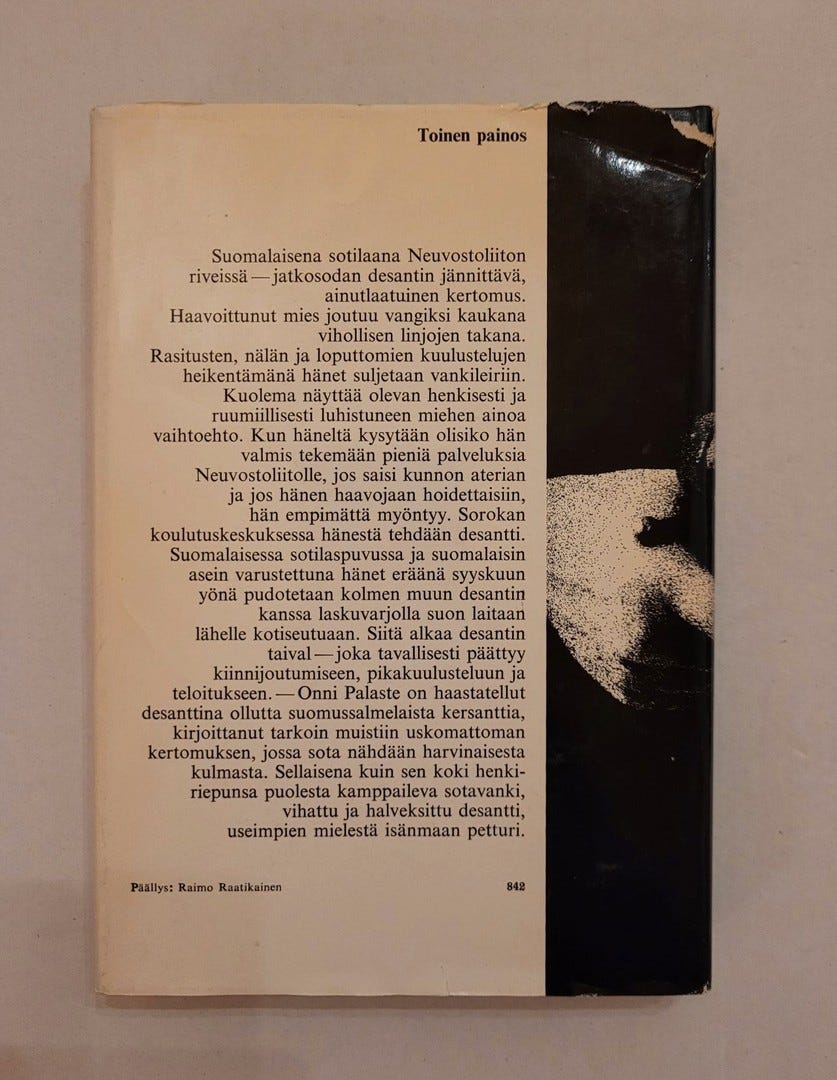 Toinen painos
Suomalaisena sotilaana Neuvostoliiton
riveissä — jatkosodan desantin jännittävä,
ainutlaatuinen kertomus.
Haavoittunut mies joutuu vangiksi kaukana
vihollisen linjojen takana.
Rasitusten, nälän ja loputtomien kuulustelujen
heikentämänä hänet suljetaan vankileiriin.
Kuolema näyttää olevan henkisesti ja
ruumiillisesti luhistuneen miehen ainoa
vaihtoehto. Kun häneltä kysytään olisiko hän
valmis tekemään pieniä palveluksia
Neuvostoliitolle, jos saisi kunnon aterian
ja jos hänen haavojaan hoidettaisiin,
hän empimättä myöntyy. Sorokan
koulutuskeskuksessa hänestä tehdään desantti.
Suomalaisessa sotilaspuvussa ja suomalaisin
asein varustettuna hänet eräänä syyskuun
yönä pudotetaan kolmen muun desantin
kanssa laskuvarjolla suon laitaan
lähelle kotiseutuaan. Siitä alkaa desantin
taival — joka tavallisesti päättyy
kiinnijoutumiseen, pikakuulusteluun ja
teloitukseen. — Onni Palaste on haastatellut
desanttina ollutta suomussalmelaista kersanttia,
kirjoittanut tarkoin muistiin uskomattoman
kertomuksen, jossa sota nähdään harvinaisesta
kulmasta. Sellaisena kuin sen koki henki-
riepunsa puolesta kamppaileva sotavanki,
vihattu ja halveksittu desantti,
useimpien mielestä isänmaan petturi.
Päällys: Raimo Raatikainen
842